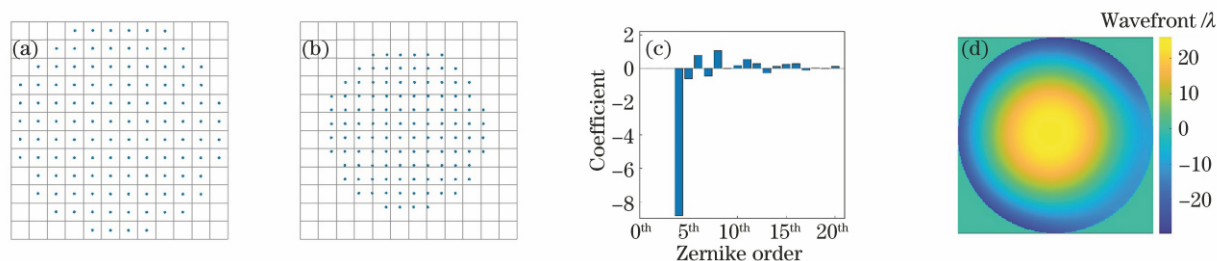 (a)
(b)
(c)
2
0
−2
−4
−6
−8
Coefficient
0th 5th 10th 15th 20th
Zernike order
(d)
Wavefront /λ
20
10
0
−10
−20